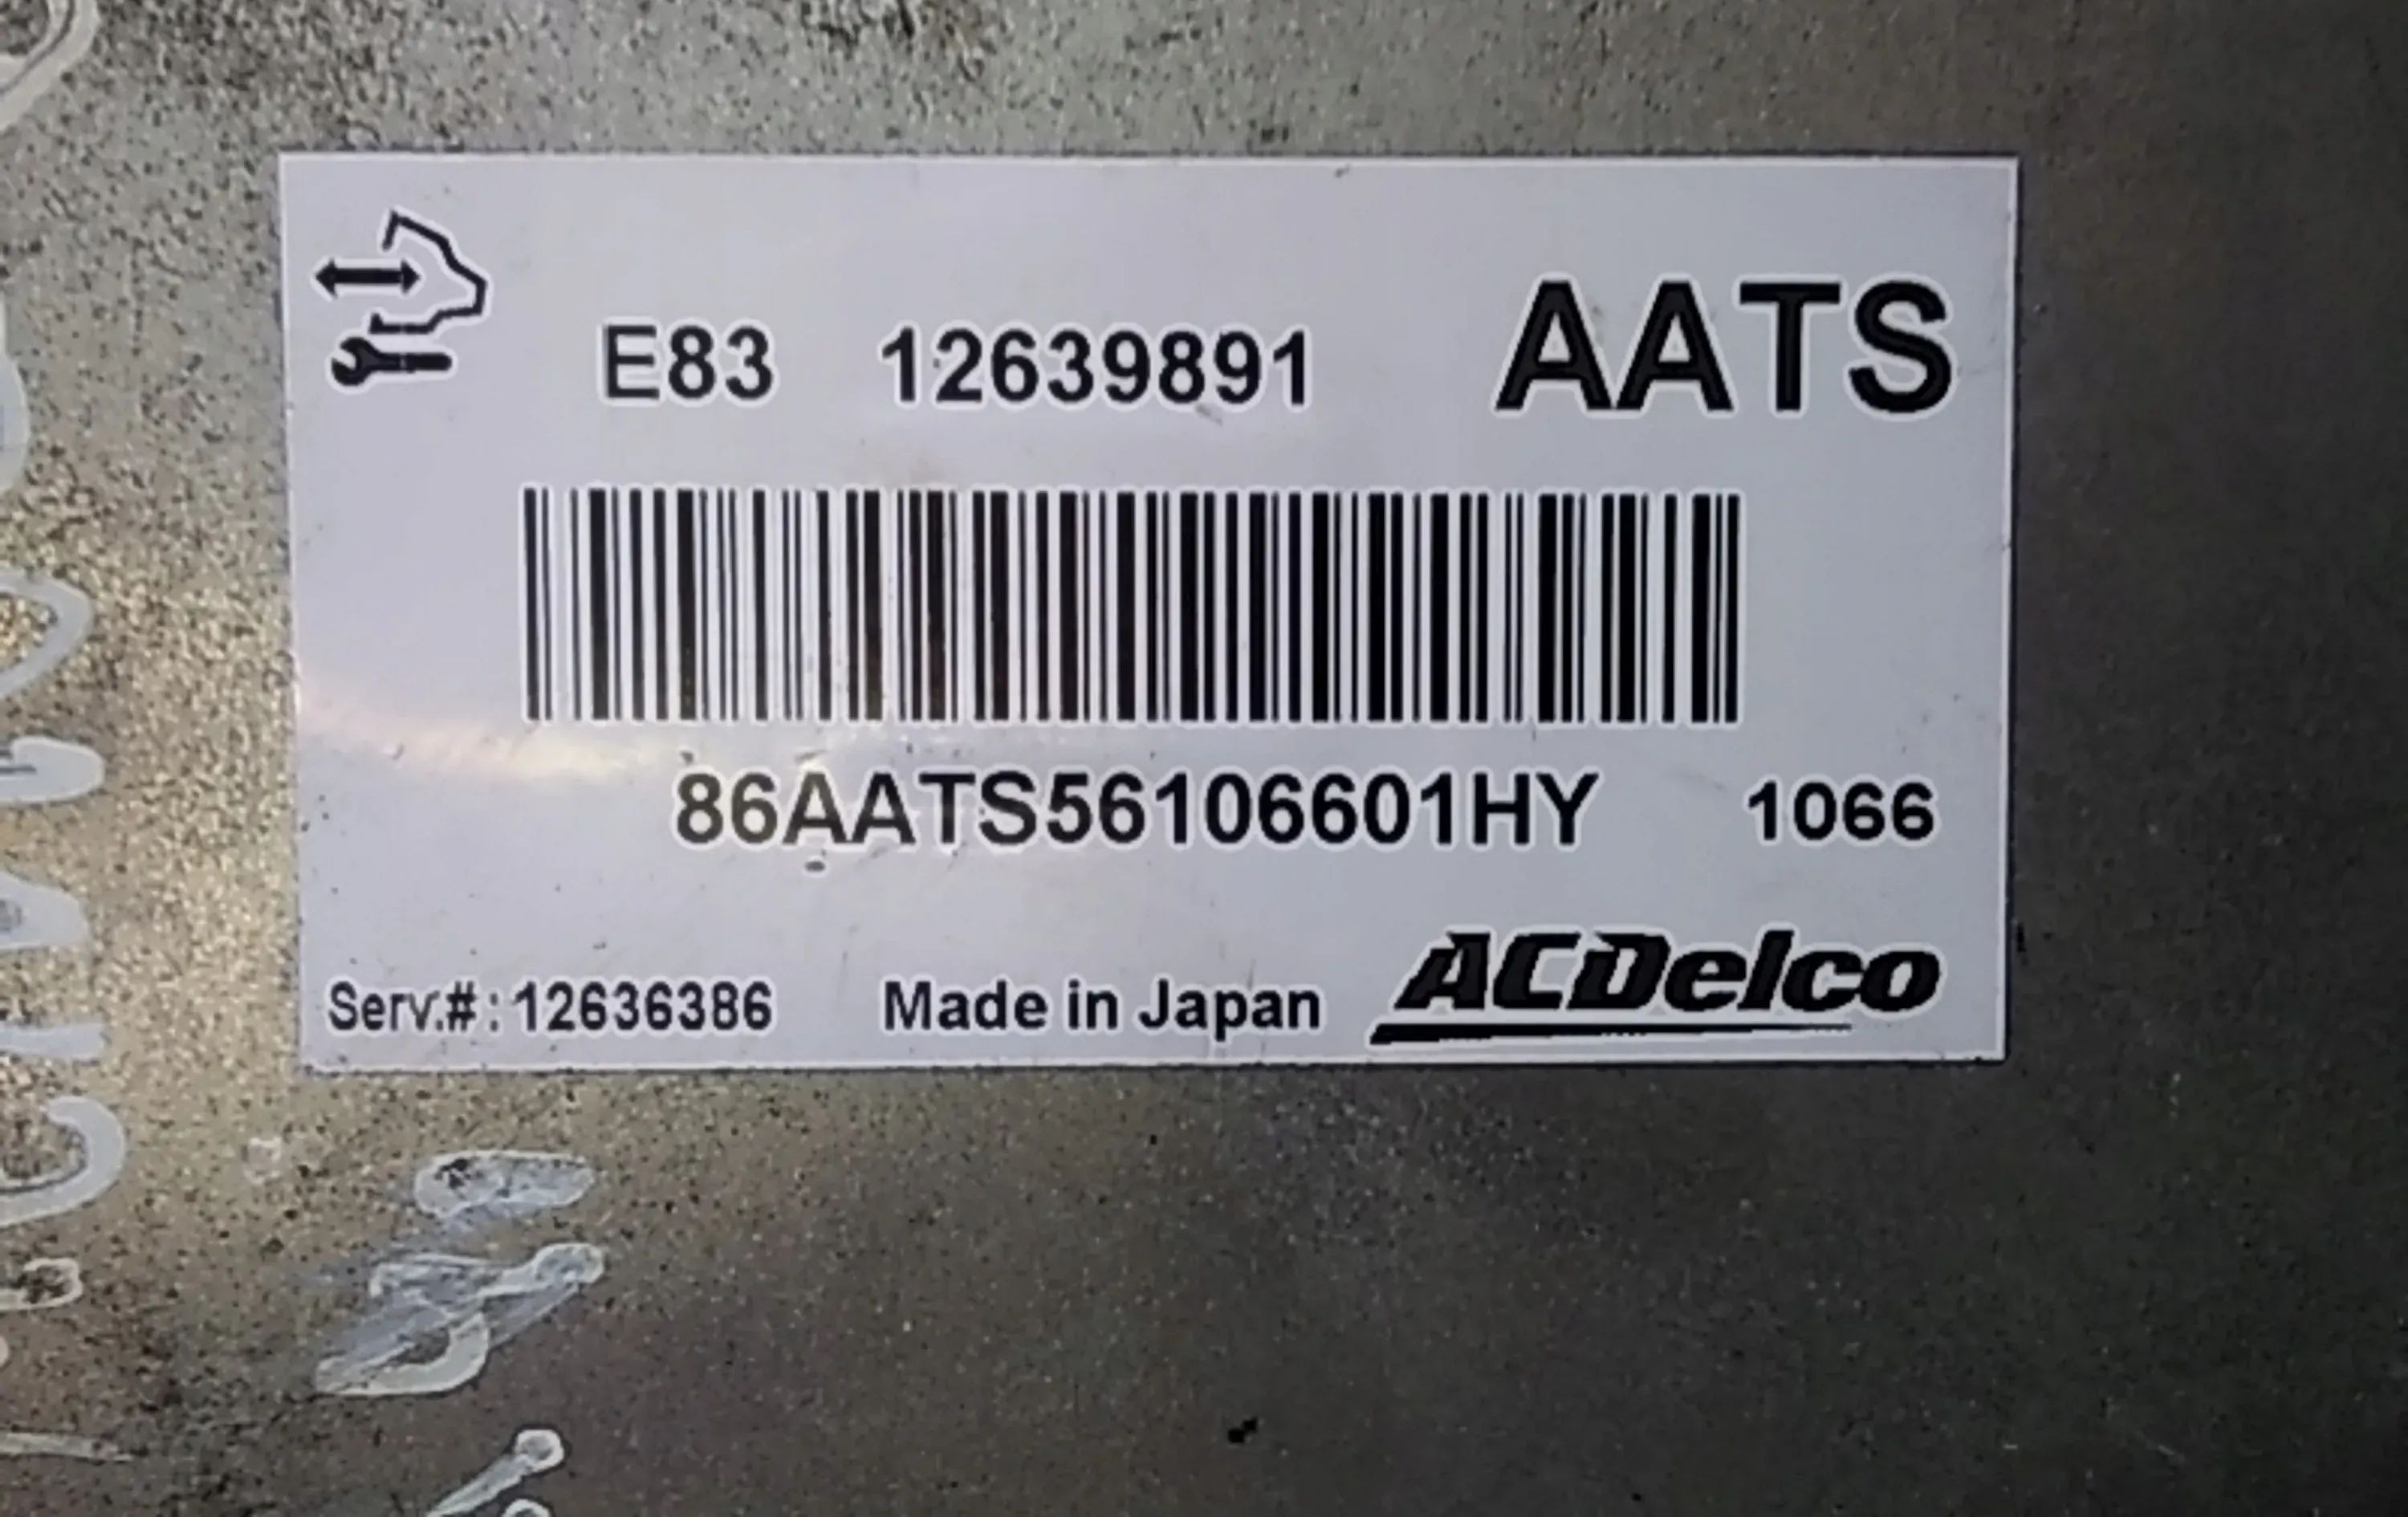 E83 12639891 AATS
86AATS56106601HY 1066
Serv.#: 12636386 Made in Japan ACDelco